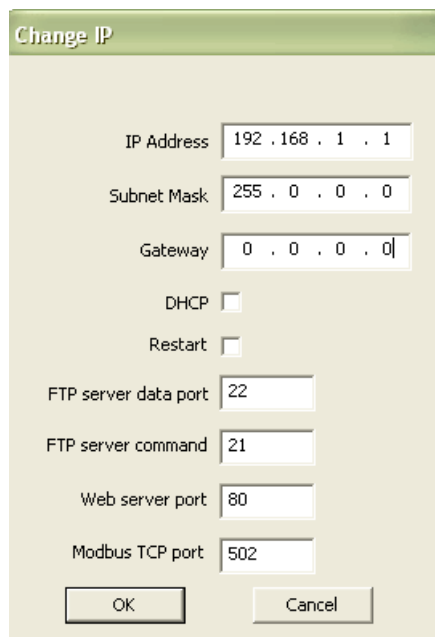 Change IP
IP Address 192 . 168 . 1 . 1
Subnet Mask 255 . 0 . 0 . 0
Gateway 0 . 0 . 0 . 0
DHCP
Restart
FTP server data port 22
FTP server command 21
Web server port 80
Modbus TCP port 502
OK Cancel